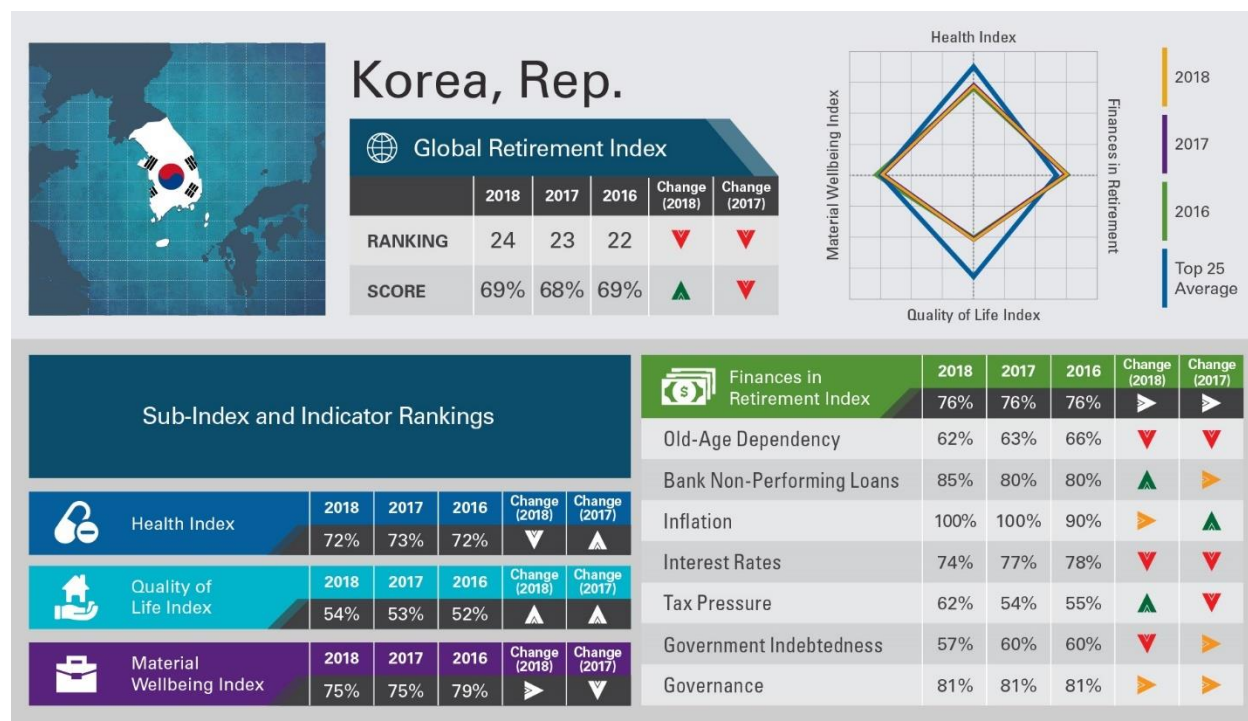 Korea, Rep.
Global Retirement Index
2018 2017 2016 Change (2018) Change (2017)
RANKING 24 23 22
SCORE 69% 68% 69%
Health Index
Material Wellbeing Index
Finances in Retirement
Quality of Life Index
2018
2017
2016
Top 25
Average
Sub-Index and Indicator Rankings
Health Index
2018 2017 2016 Change (2018) Change (2017)
72% 73% 72%
Quality of
Life Index
2018 2017 2016 Change (2018) Change (2017)
54% 53% 52%
Material
Wellbeing Index
2018 2017 2016 Change (2018) Change (2017)
75% 75% 79%
$
Finances in
Retirement Index
2018 2017 2016 Change (2018) Change (2017)
76% 76% 76%
Old-Age Dependency 62% 63% 66%
Bank Non-Performing Loans 85% 80% 80%
Inflation 100% 100% 90%
Interest Rates 74% 77% 78%
Tax Pressure 62% 54% 55%
Government Indebtedness 57% 60% 60%
Governance 81% 81% 81%